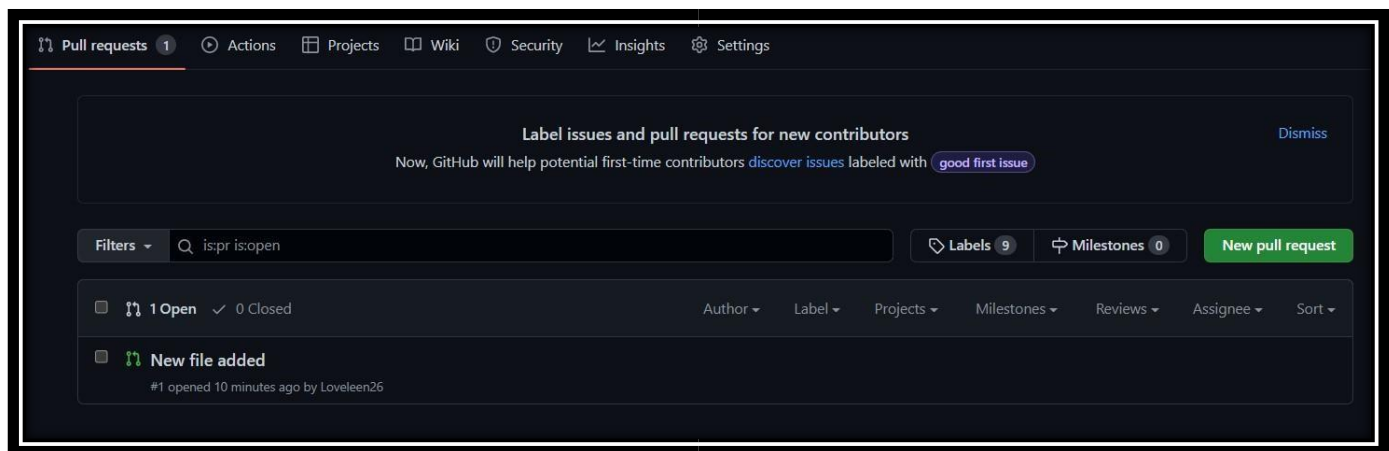 Pull requests 1 Actions Projects Wiki Security Insights Settings
Label issues and pull requests for new contributors
Dismiss
Now, GitHub will help potential first-time contributors discover issues labeled with good first issue
Filters is:pr is:open Labels 9 Milestones 0 New pull request
1 Open 0 Closed Author Label Projects Milestones Reviews Assignee Sort
New file added
#1 opened 10 minutes ago by Loveleen26